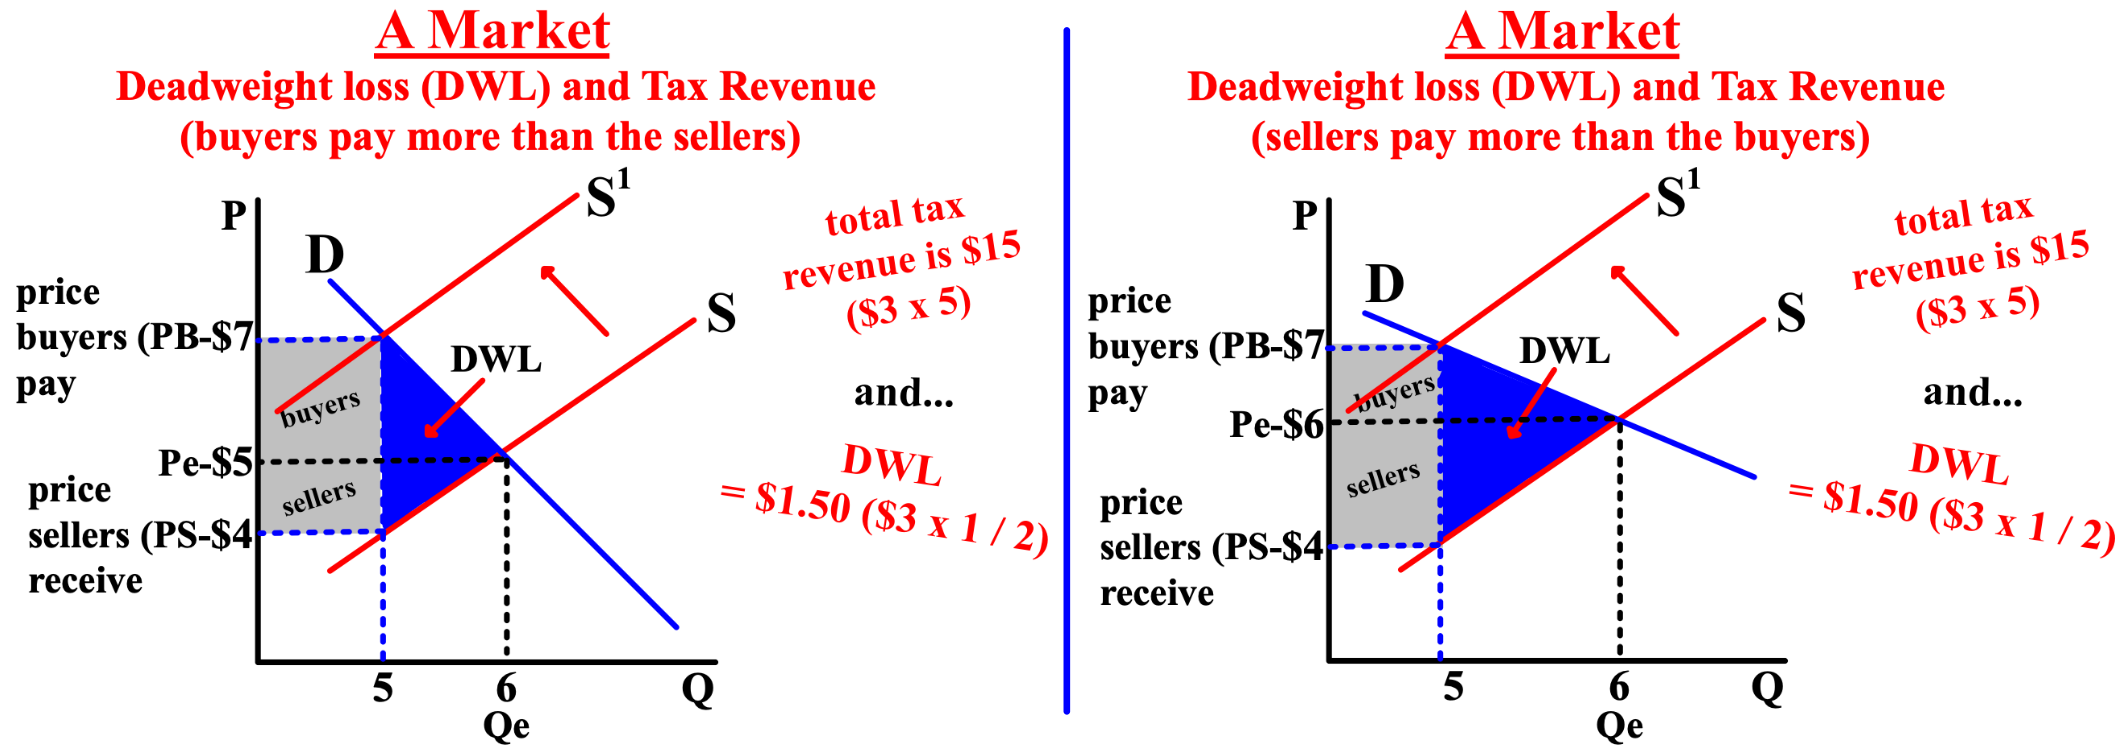 A Market
Deadweight loss (DWL) and Tax Revenue
(buyers pay more than the sellers)
P
D
S¹
S
price
buyers (PB-$7
pay
DWL
buyers
Pe-$5
sellers
price
sellers (PS-$4
receive
5
6
Q
Qe
total tax
revenue is $15
($3 x 5)
and...
DWL
= $1.50 ($3 x 1 / 2)
A Market
Deadweight loss (DWL) and Tax Revenue
(sellers pay more than the buyers)
P
D
S¹
S
price
buyers (PB-$7
pay
DWL
buyers
Pe-$6
sellers
price
sellers (PS-$4
receive
5
6
Q
Qe
total tax
revenue is $15
($3 x 5)
and...
DWL
= $1.50 ($3 x 1 / 2)